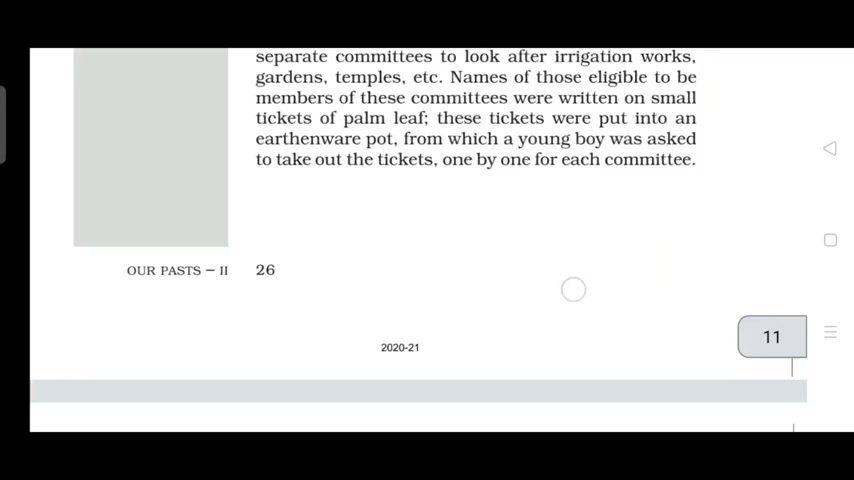 separate committees to look after irrigation works,
gardens, temples, etc. Names of those eligible to be
members of these committees were written on small
tickets of palm leaf; these tickets were put into an
earthenware pot, from which a young boy was asked
to take out the tickets, one by one for each committee.
OUR PASTS – II 26
11
2020-21